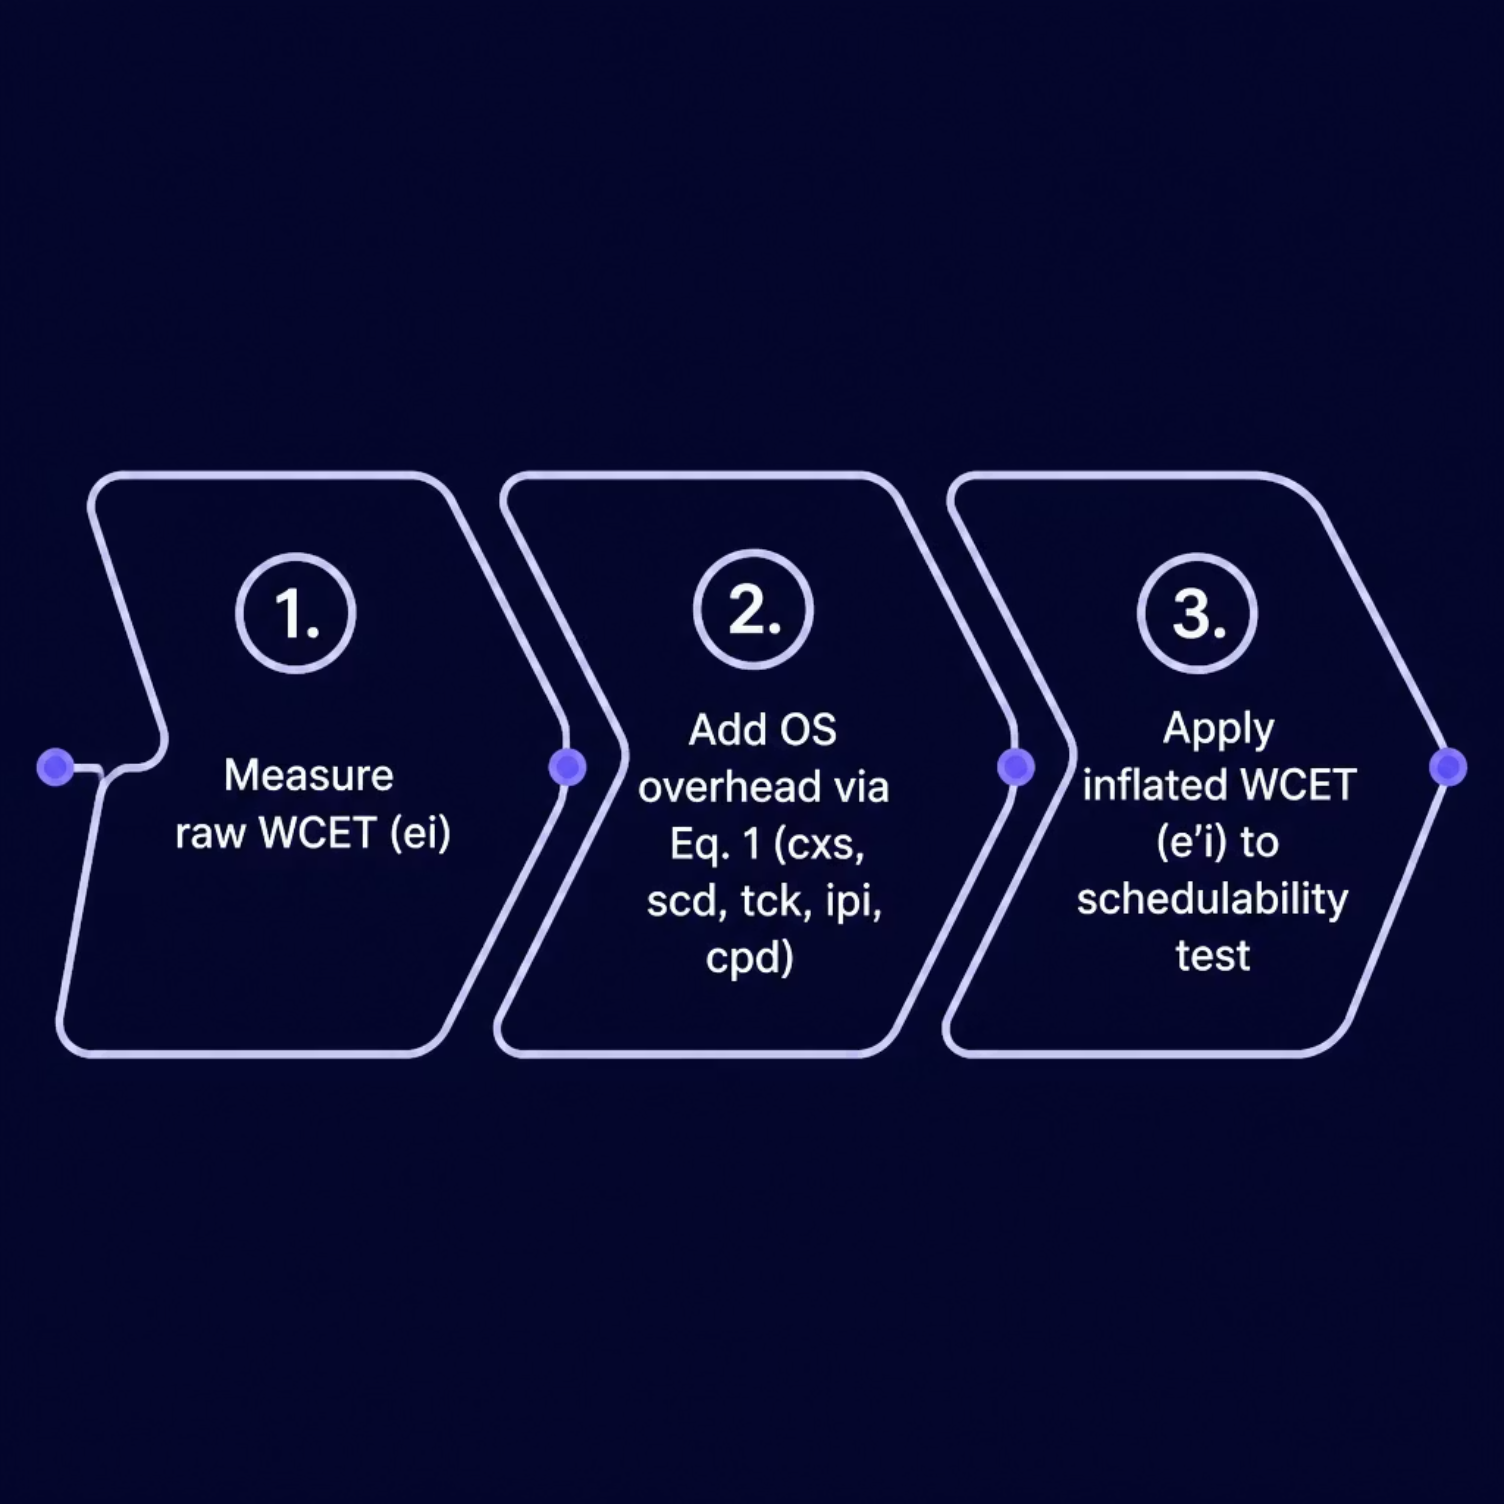 1.
Measure
raw WCET (ei)
2.
Add OS
overhead via
Eq. 1 (cxs,
scd, tck, ipi,
cpd)
3.
Apply
inflated WCET
(e’i) to
schedulability
test